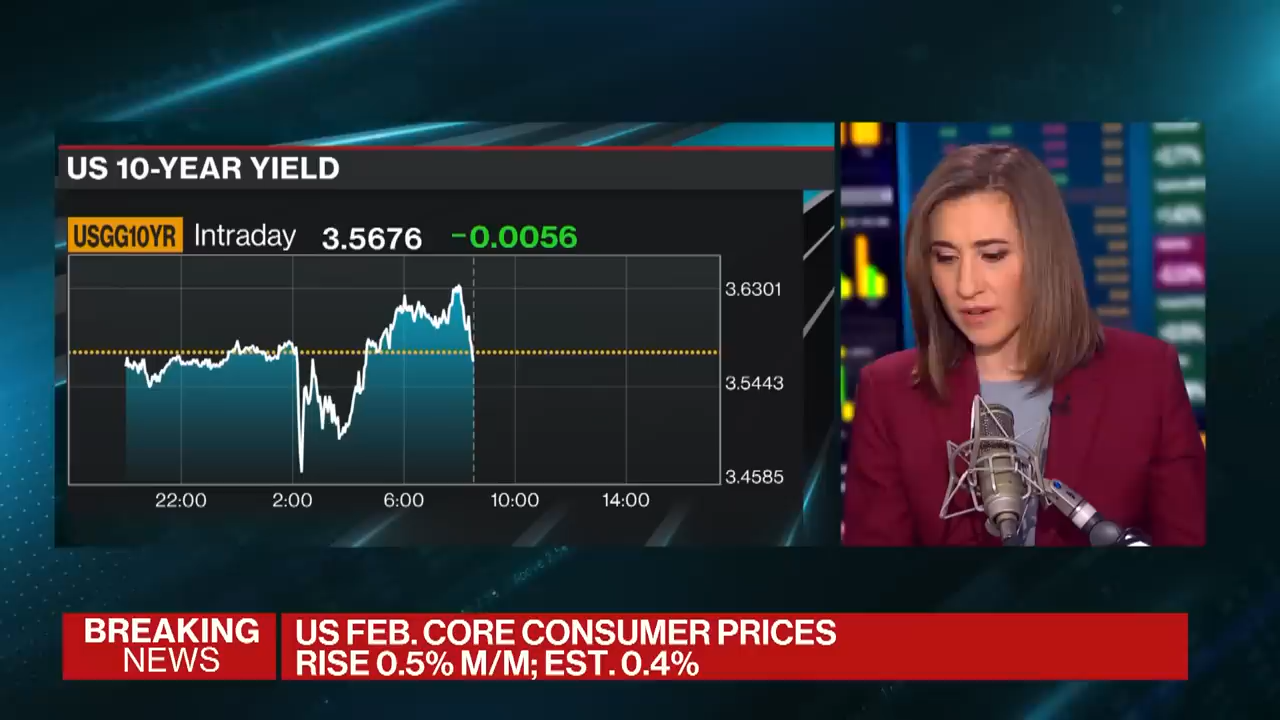 US 10-YEAR YIELD
USGG10YR Intraday 3.5676 -0.0056
3.6301
3.5443
3.4585
22:00 2:00 6:00 10:00 14:00
BREAKING NEWS
US FEB. CORE CONSUMER PRICES
RISE 0.5% M/M; EST. 0.4%